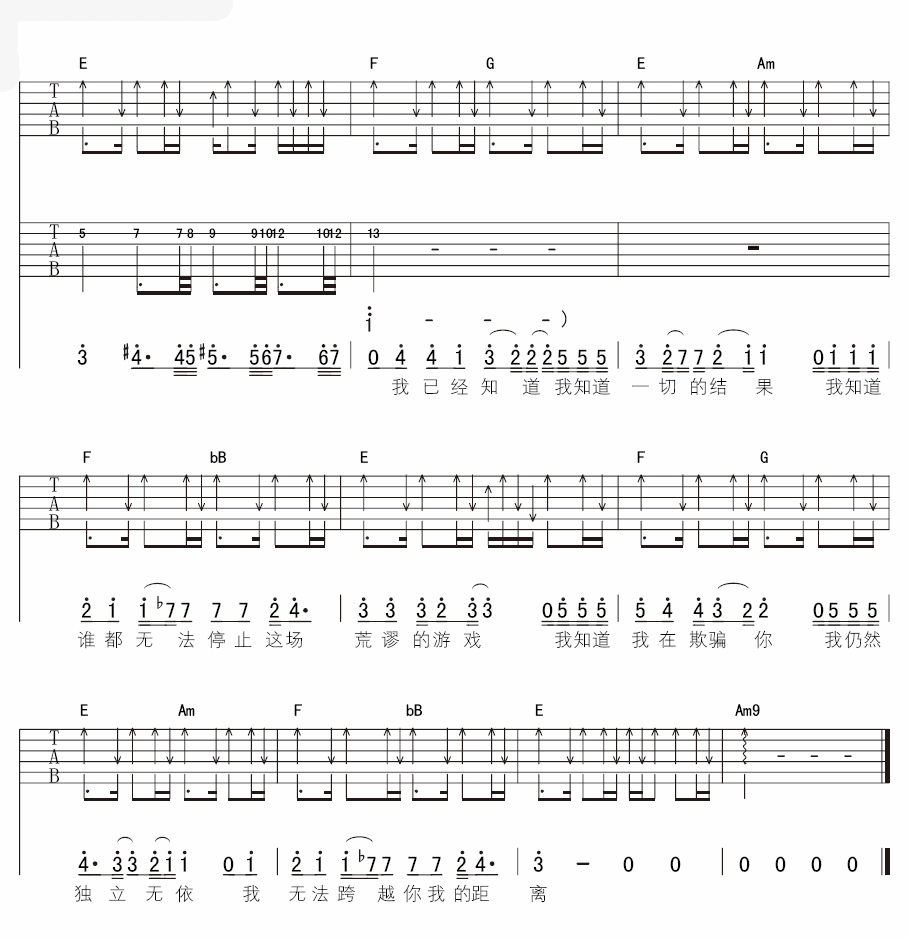 E F G E Am
T
A
B
5 7 7 8 9 9 10 12 10 12 13 - - -
T
A
B
i - - - )
3 #4· 45 #5· 567· 67 0 4 4 1 3 2 2 2 5 5 5 3 2 7 7 2 1 1 0 1 1 1
我 已 经 知 道 我知道 一 切 的结 果 我知道
F bB E F G
T
A
B
2 1 1 b7 7 7 7 2 4· 3 3 3 2 3 3 0 5 5 5 5 4 4 3 2 2 0 5 5 5
谁 都 无 法 停 止 这场 荒 谬 的游 戏 我知道 我 在 欺骗 你 我仍然
E Am F bB E Am9
T
A
B
- - -
4· 3 3 2 1 1 0 1 2 1 1 b7 7 7 7 2 4· 3 - 0 0 0 0 0 0
独 立 无 依 我 无 法 跨 越 你 我 的距 离